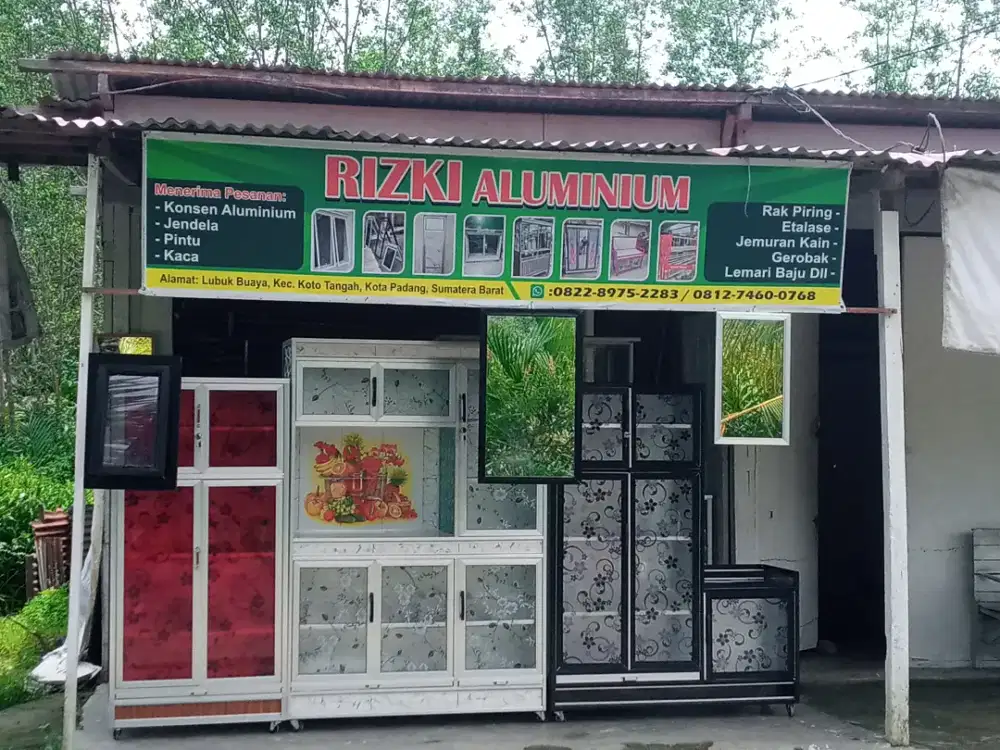 RIZKI ALUMINIUM
Menerima Pesanan:
- Konsen Aluminium
- Jendela
- Pintu
- Kaca
Rak Piring -
Etalase -
Jemuran Kain -
Gerobak -
Lemari Baju Dll -
Alamat: Lubuk Buaya, Kec. Koto Tangah, Kota Padang, Sumatera Barat
:0822-8975-2283 / 0812-7460-0768